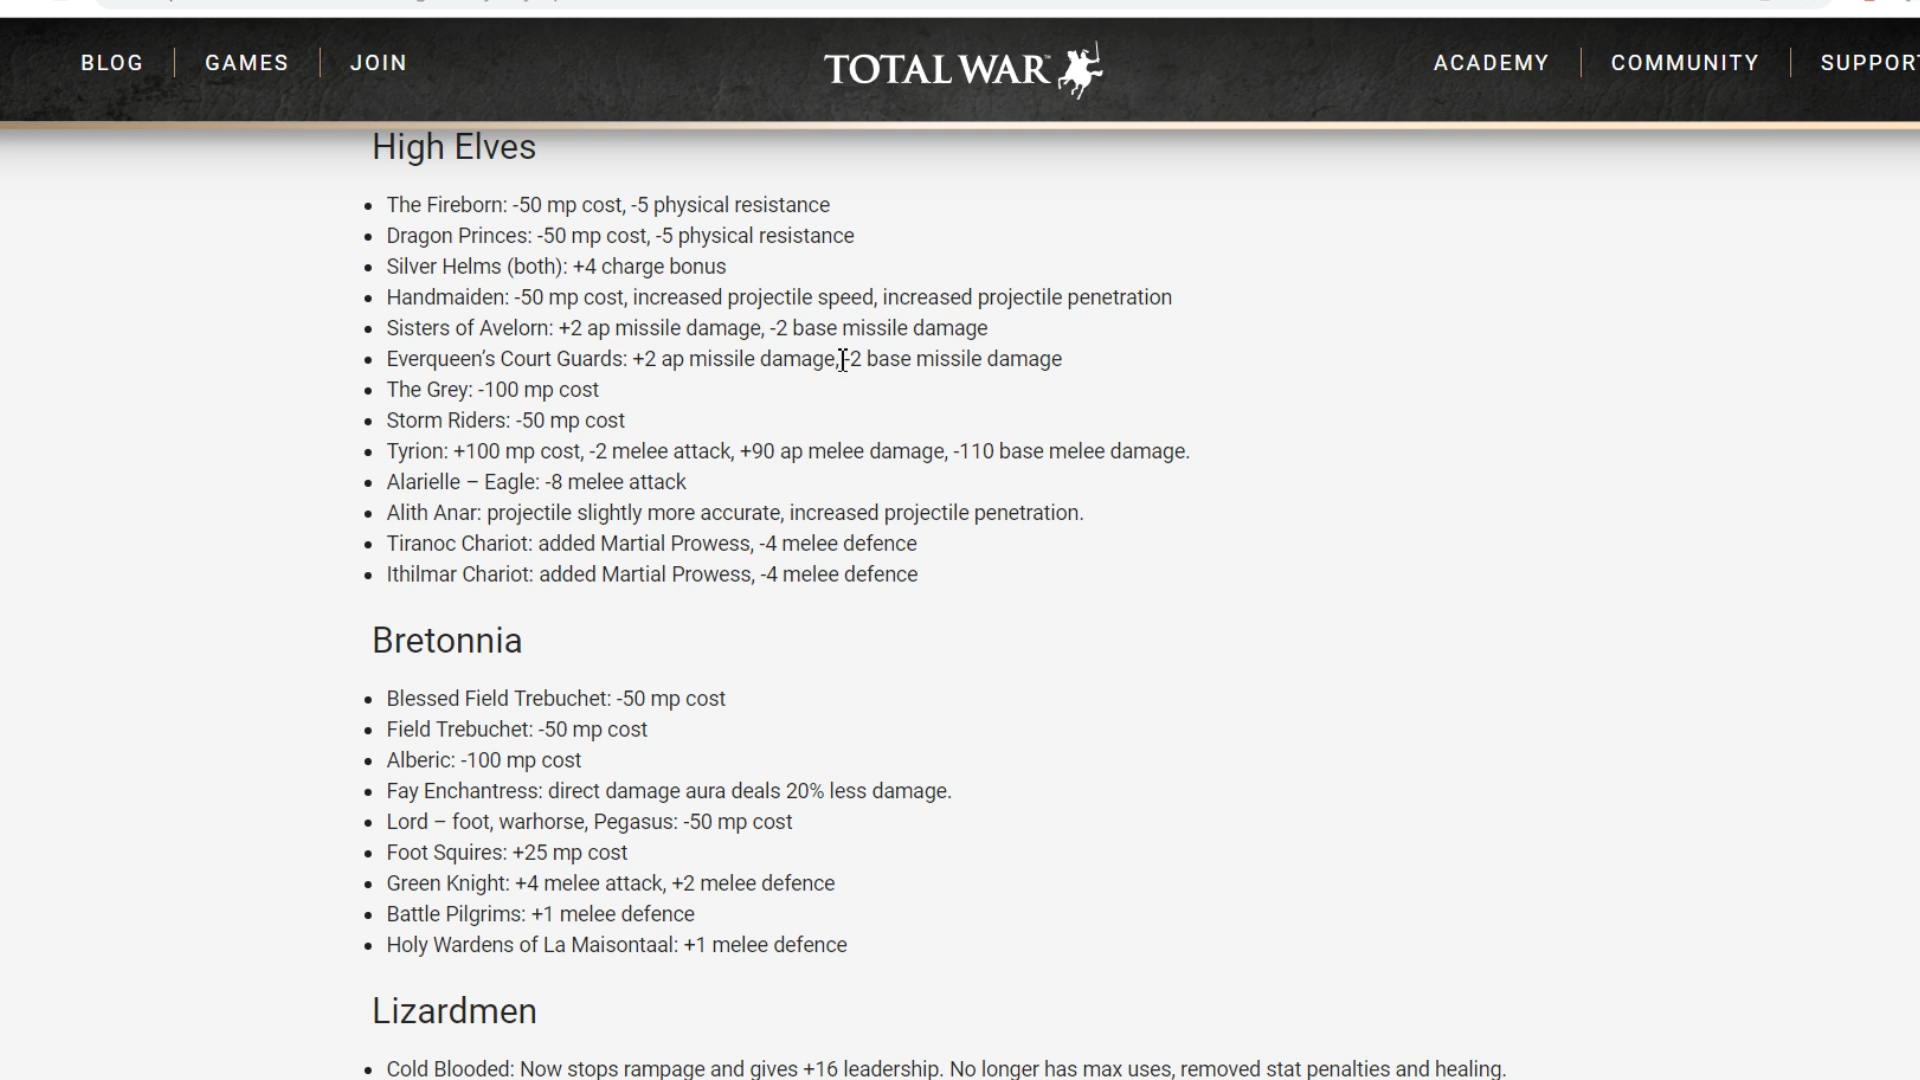 BLOG
GAMES
JOIN
TOTAL WAR™
ACADEMY
COMMUNITY
SUPPORT
High Elves
The Fireborn: -50 mp cost, -5 physical resistance
Dragon Princes: -50 mp cost, -5 physical resistance
Silver Helms (both): +4 charge bonus
Handmaiden: -50 mp cost, increased projectile speed, increased projectile penetration
Sisters of Avelorn: +2 ap missile damage, -2 base missile damage
Everqueen’s Court Guards: +2 ap missile damage, -2 base missile damage
The Grey: -100 mp cost
Storm Riders: -50 mp cost
Tyrion: +100 mp cost, -2 melee attack, +90 ap melee damage, -110 base melee damage.
Alarielle – Eagle: -8 melee attack
Alith Anar: projectile slightly more accurate, increased projectile penetration.
Tiranoc Chariot: added Martial Prowess, -4 melee defence
Ithilmar Chariot: added Martial Prowess, -4 melee defence
Bretonnia
Blessed Field Trebuchet: -50 mp cost
Field Trebuchet: -50 mp cost
Alberic: -100 mp cost
Fay Enchantress: direct damage aura deals 20% less damage.
Lord – foot, warhorse, Pegasus: -50 mp cost
Foot Squires: +25 mp cost
Green Knight: +4 melee attack, +2 melee defence
Battle Pilgrims: +1 melee defence
Holy Wardens of La Maisontaal: +1 melee defence
Lizardmen
Cold Blooded: Now stops rampage and gives +16 leadership. No longer has max uses, removed stat penalties and healing.